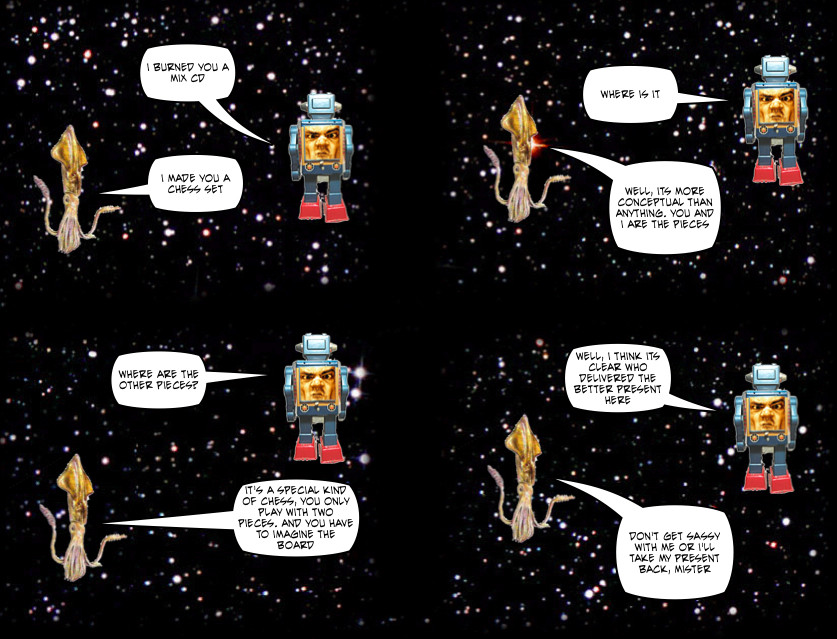 I BURNED YOU A
MIX CD
I MADE YOU A
CHESS SET
WHERE IS IT
WELL, ITS MORE
CONCEPTUAL THAN
ANYTHING. YOU AND
I ARE THE PIECES
WHERE ARE THE
OTHER PIECES?
IT'S A SPECIAL KIND
OF CHESS, YOU ONLY
PLAY WITH TWO
PIECES. AND YOU HAVE
TO IMAGINE THE
BOARD
WELL, I THINK ITS
CLEAR WHO
DELIVERED THE
BETTER PRESENT
HERE
DON'T GET SASSY
WITH ME OR I'LL
TAKE MY PRESENT
BACK, MISTER